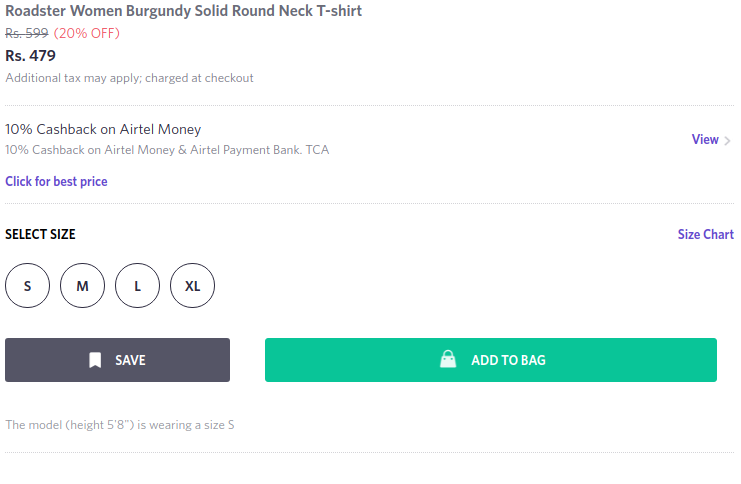 Roadster Women Burgundy Solid Round Neck T-shirt
Rs. 599 (20% OFF)
Rs. 479
Additional tax may apply; charged at checkout
10% Cashback on Airtel Money
10% Cashback on Airtel Money & Airtel Payment Bank. TCA
View
Click for best price
SELECT SIZE
Size Chart
S M L XL
SAVE
ADD TO BAG
The model (height 5'8") is wearing a size S